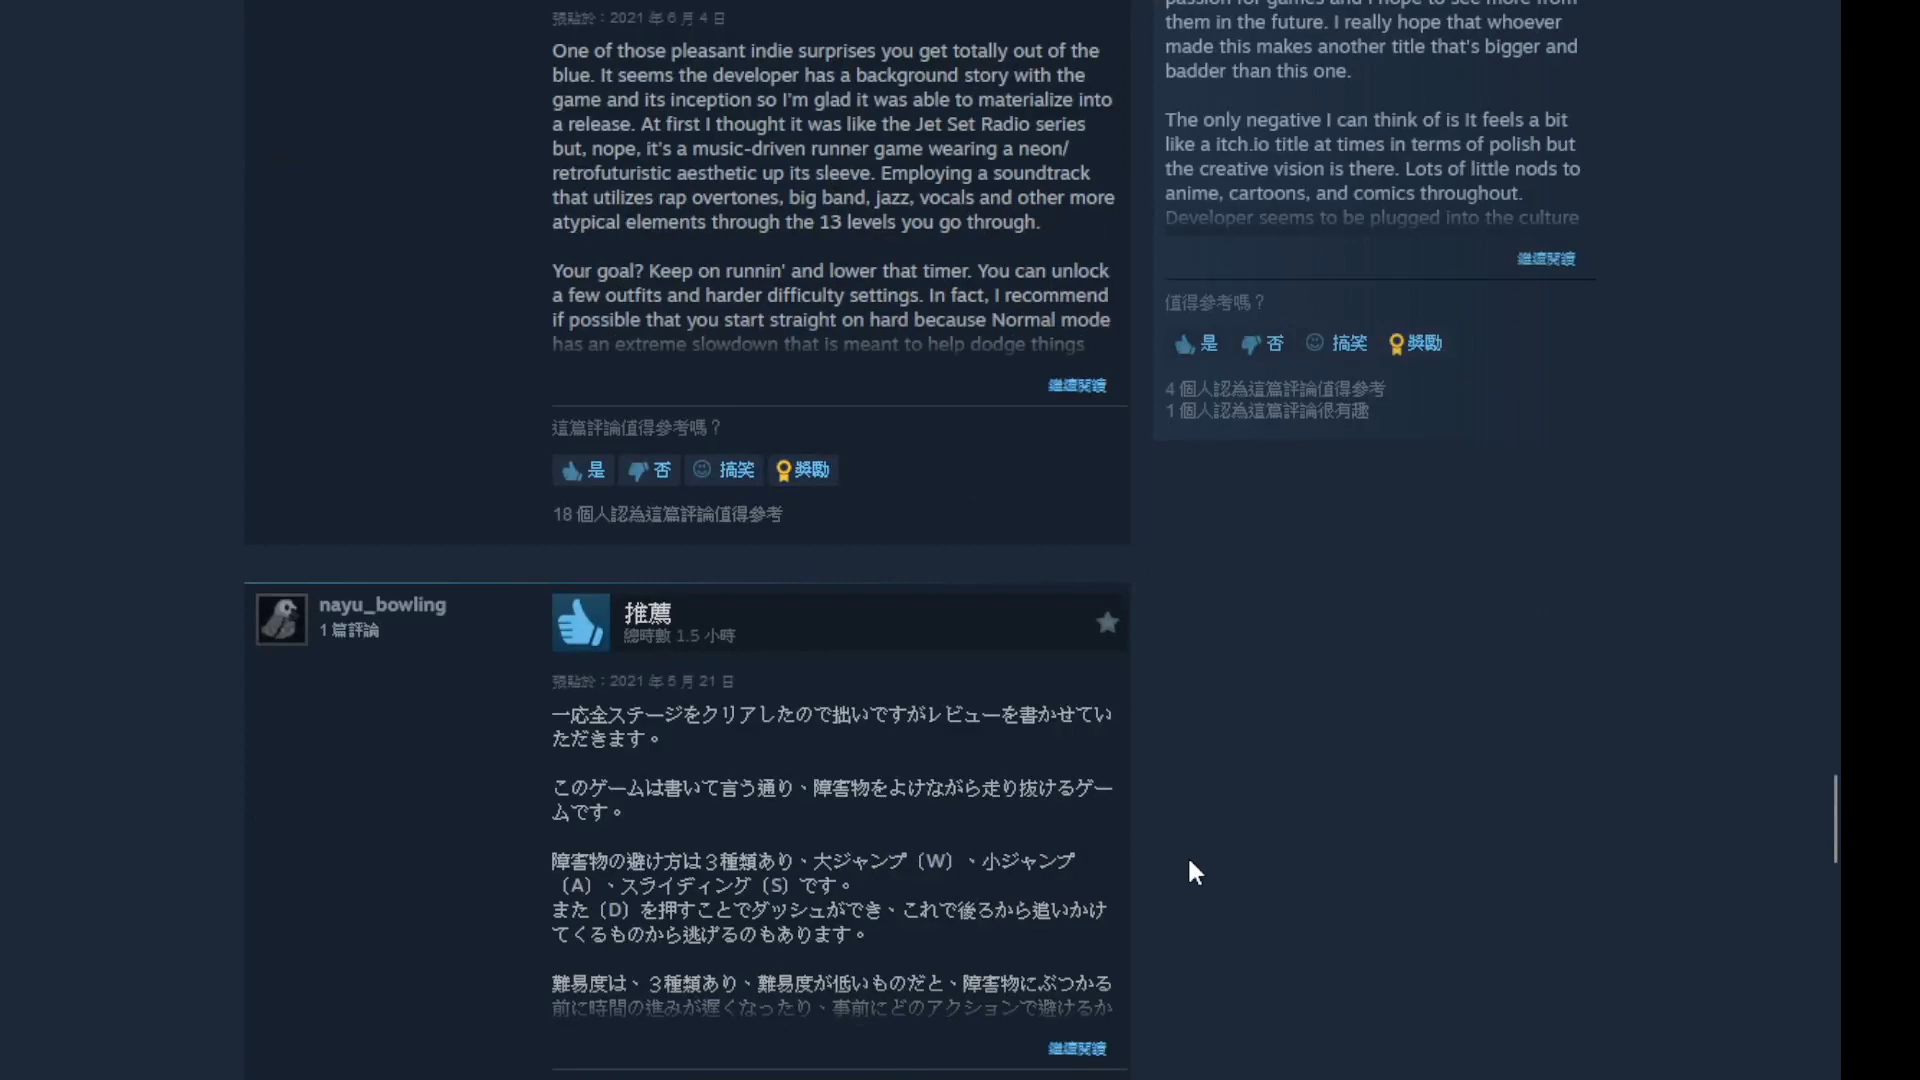 張貼於：2021 年 6 月 4 日
One of those pleasant indie surprises you get totally out of the
blue. It seems the developer has a background story with the
game and its inception so I'm glad it was able to materialize into
a release. At first I thought it was like the Jet Set Radio series
but, nope, it's a music-driven runner game wearing a neon/
retrofuturistic aesthetic up its sleeve. Employing a soundtrack
that utilizes rap overtones, big band, jazz, vocals and other more
atypical elements through the 13 levels you go through.
Your goal? Keep on runnin' and lower that timer. You can unlock
a few outfits and harder difficulty settings. In fact, I recommend
if possible that you start straight on hard because Normal mode
has an extreme slowdown that is meant to help dodge things
繼續閱讀
這篇評論值得參考嗎？
是 否 搞笑 獎勵
18 個人認為這篇評論值得參考
nayu_bowling
1 篇評論
推薦
總時數 1.5 小時
張貼於：2021 年 5 月 21 日
一応全ステージをクリアしたので拙いですがレビューを書かせてい
ただきます。
このゲームは書いて言う通り、障害物をよけながら走り抜けるゲー
ムです。
障害物の避け方は３種類あり、大ジャンプ（W）、小ジャンプ
（A）、スライディング（S）です。
また（D）を押すことでダッシュができ、これで後ろから追いかけ
てくるものから逃げるのもあります。
難易度は、３種類あり、難易度が低いものだと、障害物にぶつかる
前に時間の進みが遅くなったり、事前にどのアクションで避けるか
繼續閱讀
passion for games and I hope to see more from
them in the future. I really hope that whoever
made this makes another title that's bigger and
badder than this one.
The only negative I can think of is It feels a bit
like a itch.io title at times in terms of polish but
the creative vision is there. Lots of little nods to
anime, cartoons, and comics throughout.
Developer seems to be plugged into the culture
繼續閱讀
值得參考嗎？
是 否 搞笑 獎勵
4 個人認為這篇評論值得參考
1 個人認為這篇評論很有趣